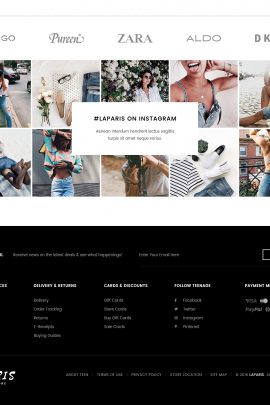 GO
Pureen
ZARA
ALDO
DK
#LAPARIS ON INSTAGRAM
Aenean interdum hendrerit lectus sagittis
turpis sit amet neque varius.
Receive news on the latest deals & see what happenings!
Enter Your Email Here
CES
DELIVERY & RETURNS
CARDS & DISCOUNTS
FOLLOW TEENAGE
PAYMENT M
Delivery
Gift Cards
Facebook
VISA
Order Tracking
Store Cards
Twitter
PayPal
Returns
Buy Gift Cards
Instagram
E-Receipts
Sale Cards
Pinterest
Buying Guides
RIS
ABOUT TEEN
TERMS OF USE
PRIVACY POLICY
STORE LOCATION
SITE MAP
© 2016 LAPARIS.